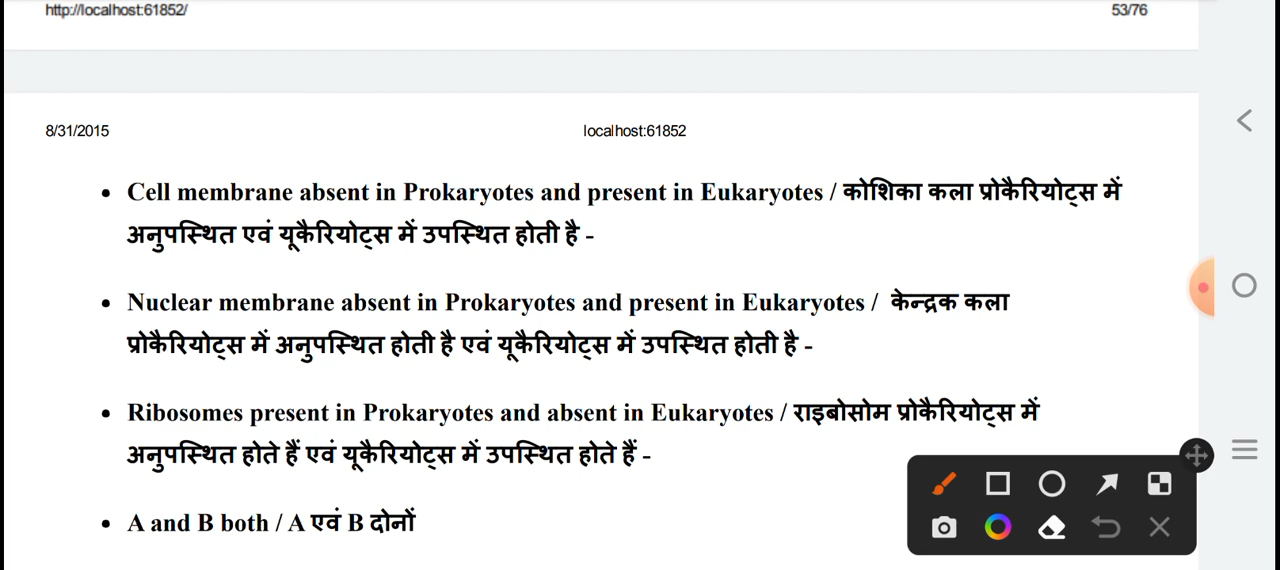 http://localhost:61852/ 53/76
8/31/2015 localhost:61852
• Cell membrane absent in Prokaryotes and present in Eukaryotes / कोशिका कला प्रोकैरियोट्स में
अनुपस्थित एवं यूकैरियोट्स में उपस्थित होती है -
• Nuclear membrane absent in Prokaryotes and present in Eukaryotes / केन्द्रक कला
प्रोकैरियोट्स में अनुपस्थित होती है एवं यूकैरियोट्स में उपस्थित होती है -
• Ribosomes present in Prokaryotes and absent in Eukaryotes / राइबोसोम प्रोकैरियोट्स में
अनुपस्थित होते हैं एवं यूकैरियोट्स में उपस्थित होते हैं -
• A and B both / A एवं B दोनों